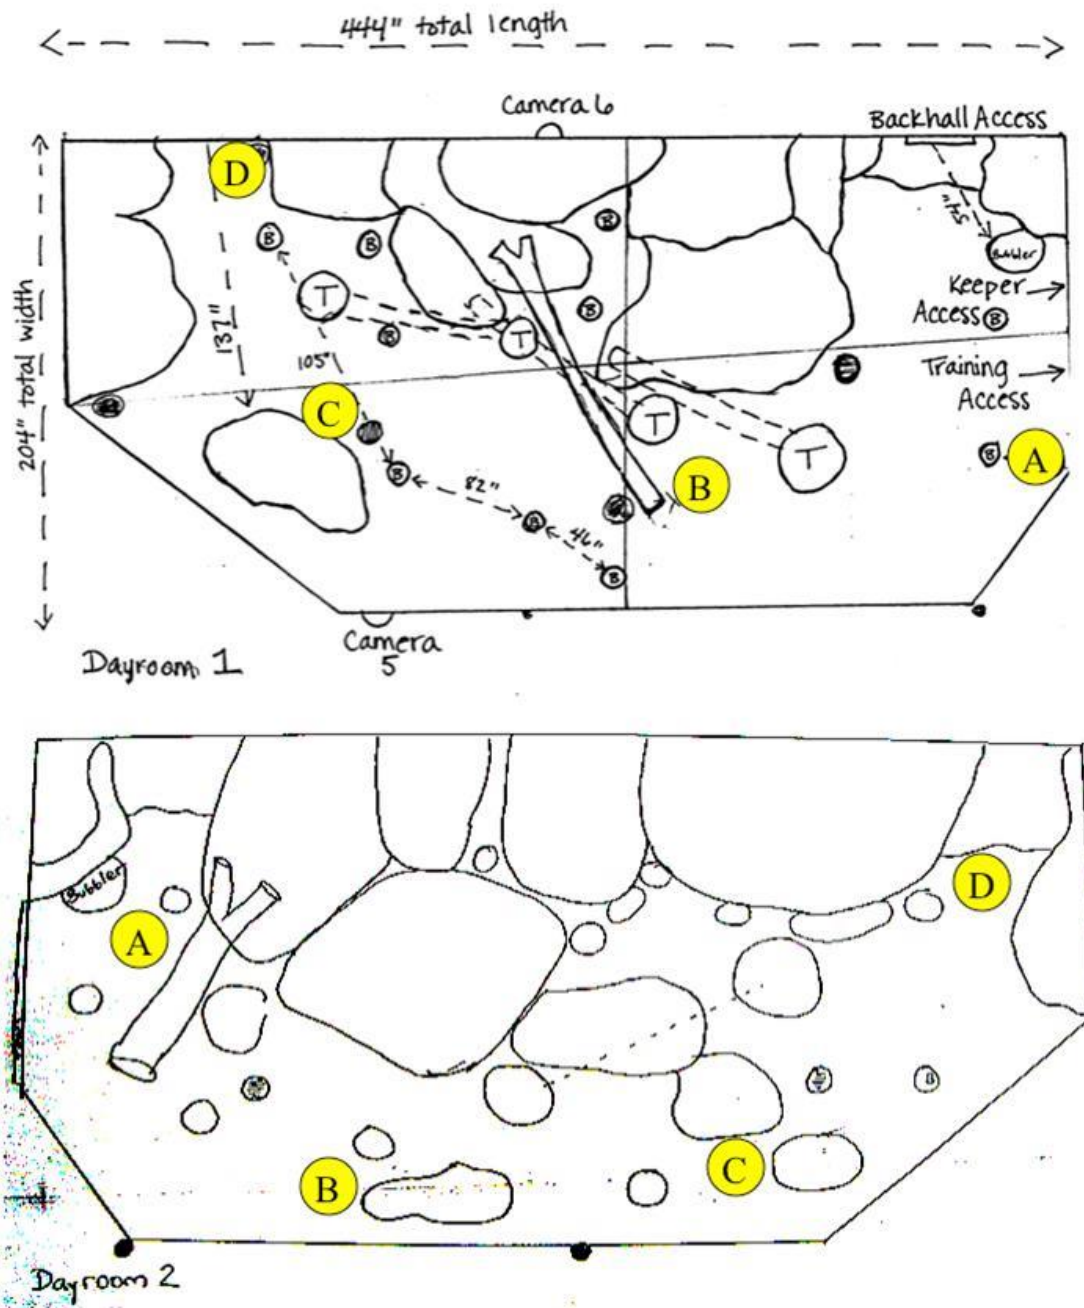 444" total length
Camera 6
Backhall Access
D
B
B
B
54"
Bubbler
T
Keeper
Access B
B
T
B
137"
204" total width
105"
Training
Access
C
T
T
B
A
B
82"
B
B
46"
B
Camera
5
Dayroom 1
Bubbler
D
A
B
C
B
Dayroom 2